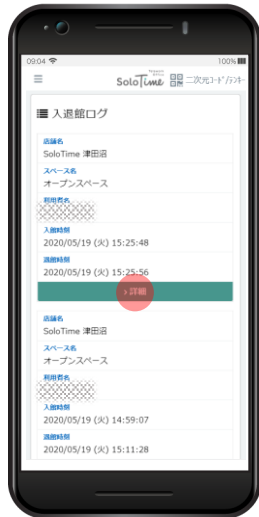 09:04
100%
SoloTime
二次元コード/テンキー
入退館ログ
店舗名
SoloTime 津田沼
スペース名
オープンスペース
利用者名
入館時刻
2020/05/19 (火) 15:25:48
退館時刻
2020/05/19 (火) 15:25:56
› 詳細
店舗名
SoloTime 津田沼
スペース名
オープンスペース
利用者名
入館時刻
2020/05/19 (火) 14:59:07
退館時刻
2020/05/19 (火) 15:11:28